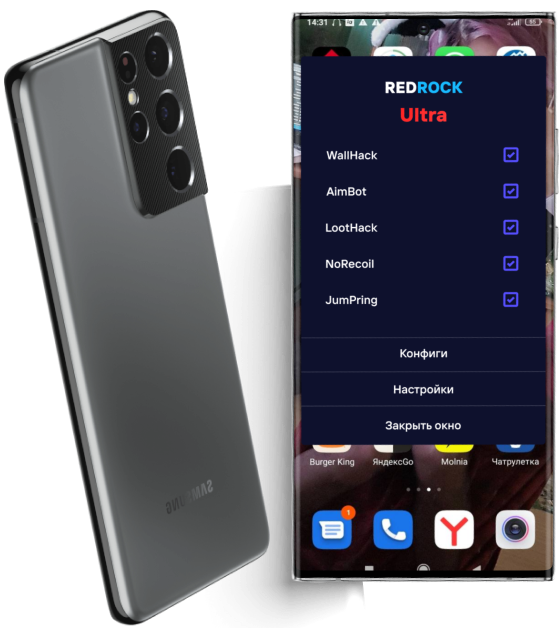 14:31
REDROCK
Ultra
WallHack
AimBot
LootHack
NoRecoil
JumPring
Конфиги
Настройки
Закрыть окно
Burger King
ЯндексGo
Molnia
Чатрулетка
1
SAMSUNG